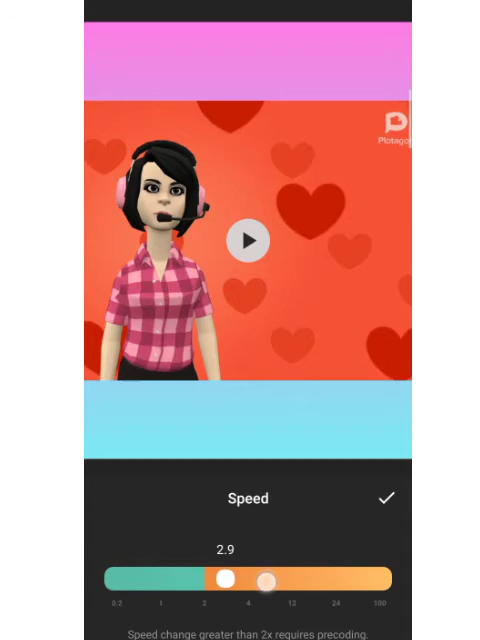 Plotagon
Speed
2.9
0.2 1 2 4 12 24 100
Speed change greater than 2x requires precoding.